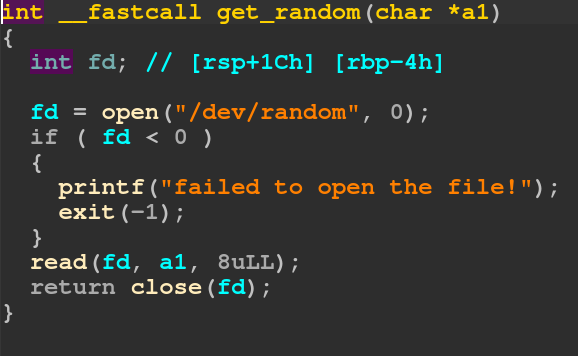 int __fastcall get_random(char *a1)
{
  int fd; // [rsp+1Ch] [rbp-4h]

  fd = open("/dev/random", 0);
  if ( fd < 0 )
  {
    printf("failed to open the file!");
    exit(-1);
  }
  read(fd, a1, 8uLL);
  return close(fd);
}